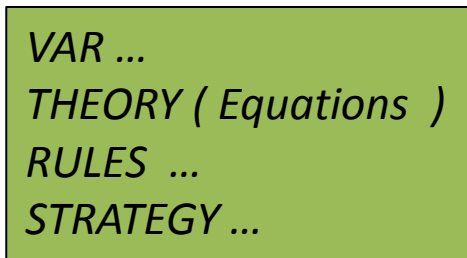 VAR …
THEORY ( Equations  )
RULES  …
STRATEGY …